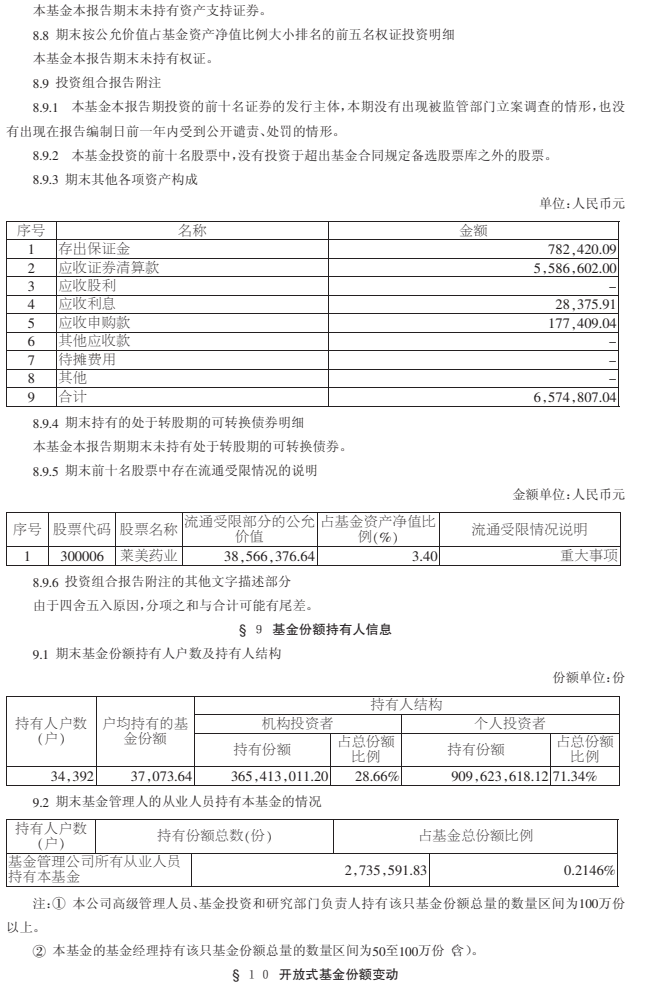 本基金本报告期末未持有资产支持证券。
8.8 期末按公允价值占基金资产净值比例大小排名的前五名权证投资明细
本基金本报告期末未持有权证。
8.9 投资组合报告附注
8.9.1 本基金本报告期投资的前十名证券的发行主体,本期没有出现被监管部门立案调查的情形,也没
有出现在报告编制日前一年内受到公开谴责、处罚的情形。
8.9.2 本基金投资的前十名股票中,没有投资于超出基金合同规定备选股票库之外的股票。
8.9.3 期末其他各项资产构成
单位:人民币元
序号 名称 金额
1 存出保证金 782,420.09
2 应收证券清算款 5,586,602.00
3 应收股利 –
4 应收利息 28,375.91
5 应收申购款 177,409.04
6 其他应收款 –
7 待摊费用 –
8 其他 –
9 合计 6,574,807.04
8.9.4 期末持有的处于转股期的可转换债券明细
本基金本报告期期末未持有处于转股期的可转换债券。
8.9.5 期末前十名股票中存在流通受限情况的说明
金额单位:人民币元
序号 股票代码 股票名称 流通受限部分的公允价值 占基金资产净值比例(%) 流通受限情况说明
1 300006 莱美药业 38,566,376.64 3.40 重大事项
8.9.6 投资组合报告附注的其他文字描述部分
由于四舍五入原因,分项之和与合计可能有尾差。
§ 9 基金份额持有人信息
9.1 期末基金份额持有人户数及持有人结构
份额单位:份
持有人户数(户) 户均持有的基金份额 持有人结构
机构投资者 个人投资者
持有份额 占总份额比例 持有份额 占总份额比例
34,392 37,073.64 365,413,011.20 28.66% 909,623,618.12 71.34%
9.2 期末基金管理人的从业人员持有本基金的情况
持有人户数(户) 持有份额总数(份) 占基金总份额比例
基金管理公司所有从业人员持有本基金 2,735,591.83 0.2146%
注:① 本公司高级管理人员、基金投资和研究部门负责人持有该只基金份额总量的数量区间为100万份
以上。
② 本基金的基金经理持有该只基金份额总量的数量区间为50至100万份(含)。
§ 10 开放式基金份额变动